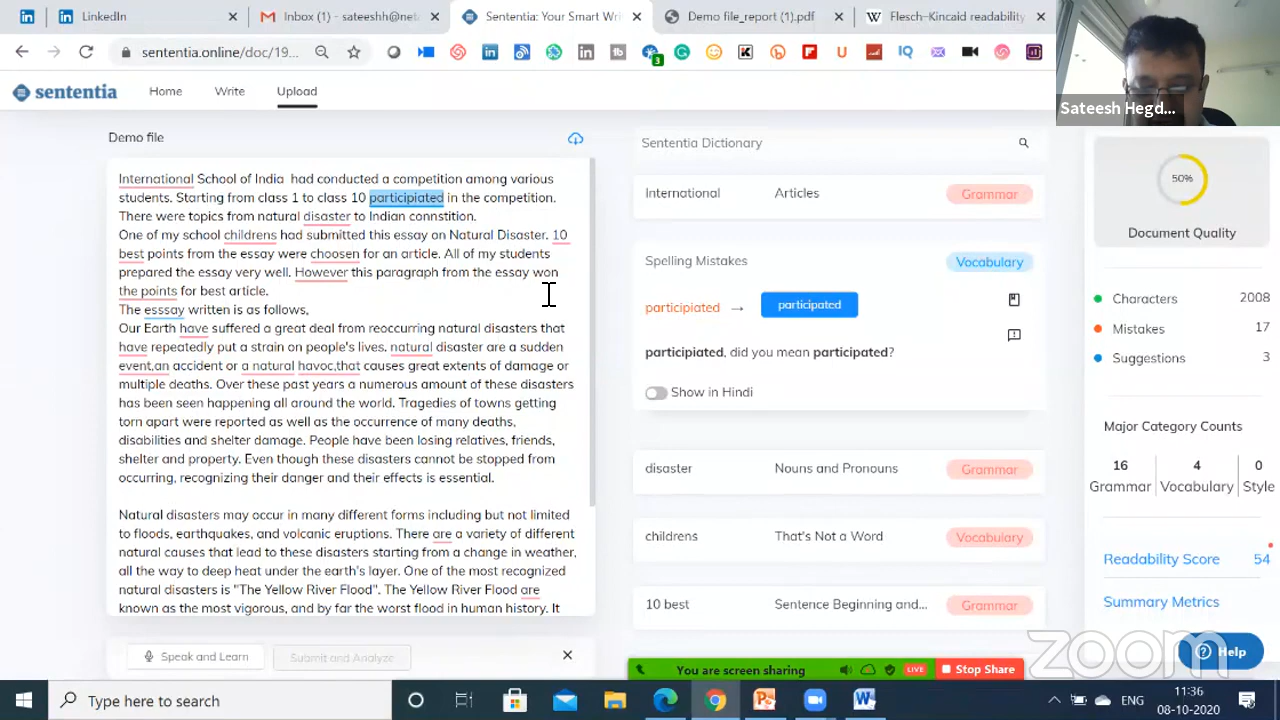 LinkedIn
Inbox (1) - sateeshh@net
Sententia: Your Smart Wri
Demo file_report (1).pdf
Flesch–Kincaid readability
sententia.online/doc/19...
sententia
Home
Write
Upload
Sateesh Hegd...
Demo file
International School of India had conducted a competition among various
students. Starting from class 1 to class 10 participiated in the competition.
There were topics from natural disaster to Indian connstition.
One of my school childrens had submitted this essay on Natural Disaster. 10
best points from the essay were choosen for an article. All of my students
prepared the essay very well. However this paragraph from the essay won
the points for best article.
The esssay written is as follows,
Our Earth have suffered a great deal from reoccurring natural disasters that
have repeatedly put a strain on people's lives. natural disaster are a sudden
event,an accident or a natural havoc,that causes great extents of damage or
multiple deaths. Over these past years a numerous amount of these disasters
has been seen happening all around the world. Tragedies of towns getting
torn apart were reported as well as the occurrence of many deaths,
disabilities and shelter damage. People have been losing relatives, friends,
shelter and property. Even though these disasters cannot be stopped from
occurring, recognizing their danger and their effects is essential.
Natural disasters may occur in many different forms including but not limited
to floods, earthquakes, and volcanic eruptions. There are a variety of different
natural causes that lead to these disasters starting from a change in weather,
all the way to deep heat under the earth's layer. One of the most recognized
natural disasters is "The Yellow River Flood". The Yellow River Flood are
known as the most vigorous, and by far the worst flood in human history. It
Speak and Learn
Submit and Analyze
Sententia Dictionary
International Articles Grammar
Spelling Mistakes Vocabulary
participiated → participated
participiated, did you mean participated?
Show in Hindi
disaster Nouns and Pronouns Grammar
childrens That's Not a Word Vocabulary
10 best Sentence Beginning and... Grammar
50%
Document Quality
Characters 2008
Mistakes 17
Suggestions 3
Major Category Counts
16 4 0
Grammar Vocabulary Style
Readability Score 54
Summary Metrics
zoom
Help
You are screen sharing
LIVE
Stop Share
Type here to search
ENG
11:36
08-10-2020